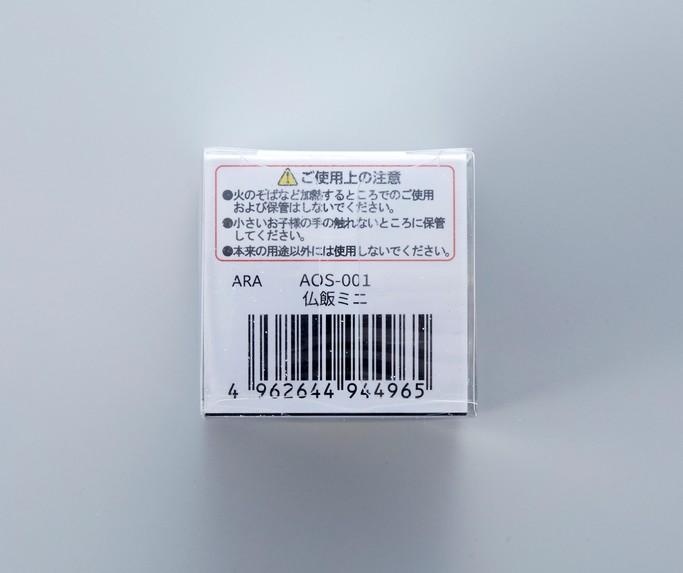 ご使用上の注意
●火のそばなど加熱するところでのご使用
および保管はしないでください。
●小さいお子様の手の触れないところに保管
してください。
●本来の用途以外には使用しないでください。
ARA AOS-001
仏飯ミニ
4 962644 944965